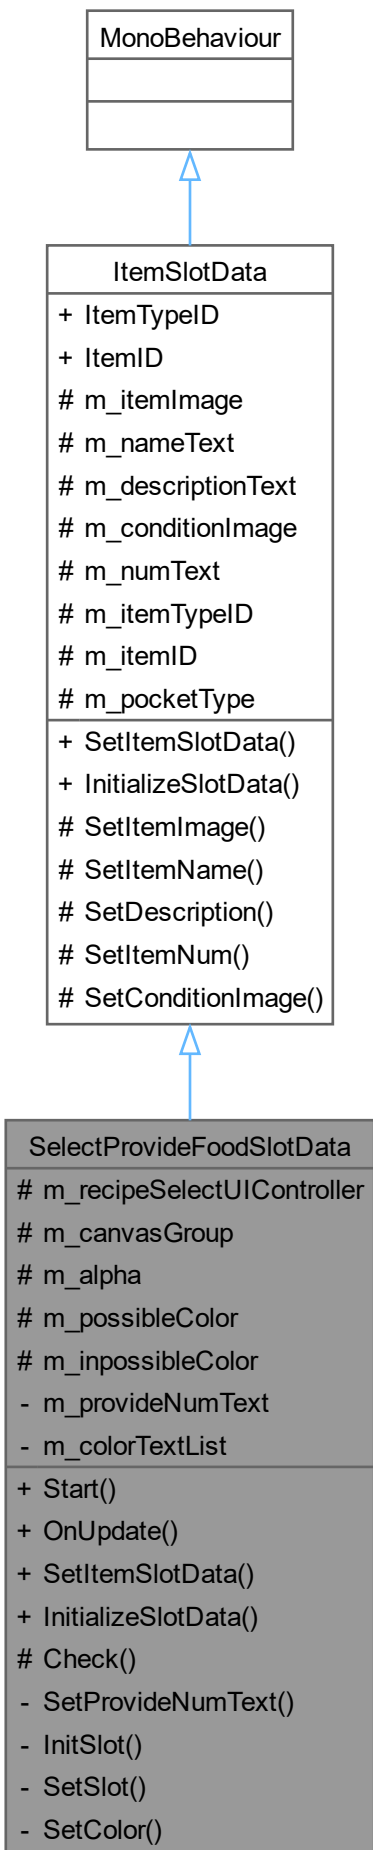 MonoBehaviour
ItemSlotData
+ ItemTypeID
+ ItemID
# m_itemImage
# m_nameText
# m_descriptionText
# m_conditionImage
# m_numText
# m_itemTypeID
# m_itemID
# m_pocketType
+ SetItemSlotData()
+ InitializeSlotData()
# SetItemImage()
# SetItemName()
# SetDescription()
# SetItemNum()
# SetConditionImage()
SelectProvideFoodSlotData
# m_recipeSelectUIController
# m_canvasGroup
# m_alpha
# m_possibleColor
# m_inpossibleColor
- m_provideNumText
- m_colorTextList
+ Start()
+ OnUpdate()
+ SetItemSlotData()
+ InitializeSlotData()
# Check()
- SetProvideNumText()
- InitSlot()
- SetSlot()
- SetColor()